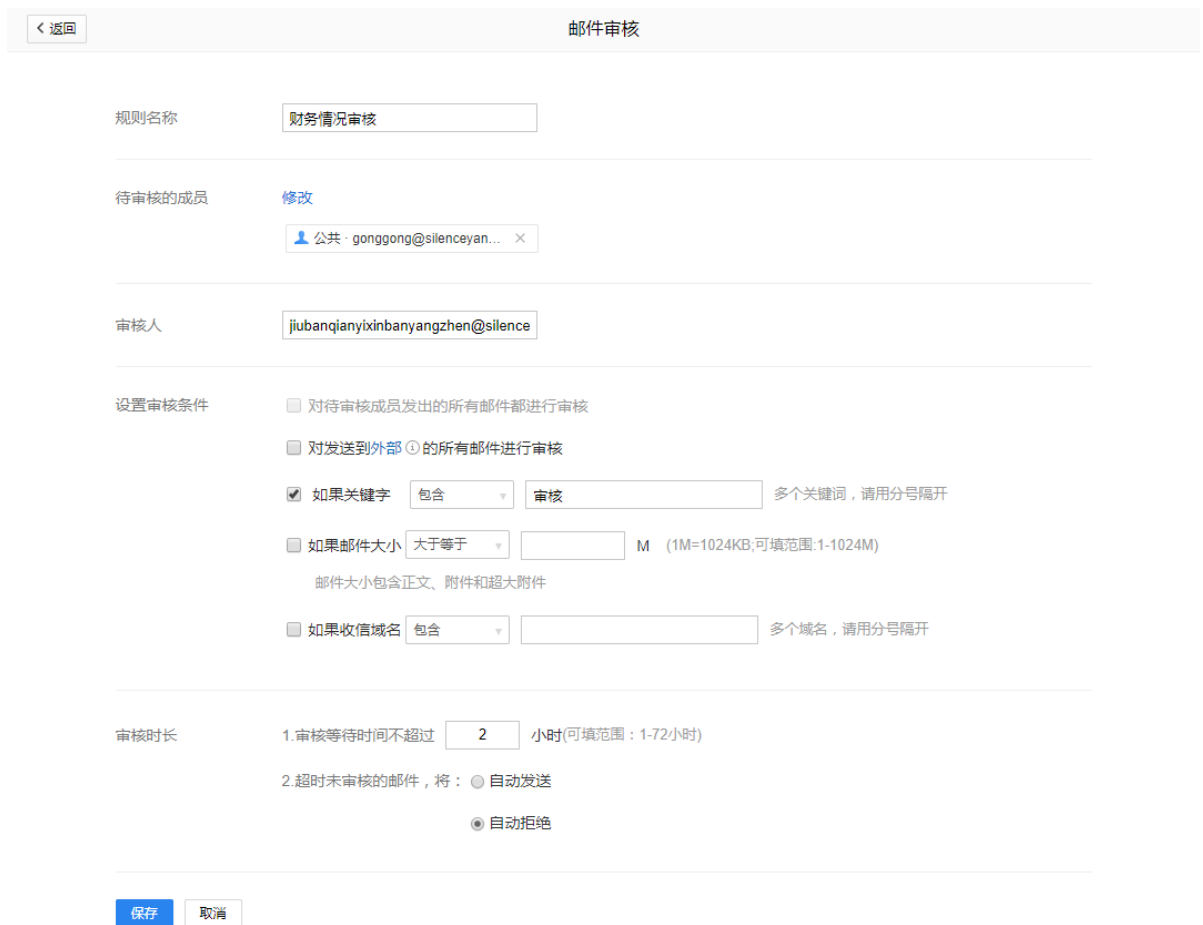 返回
邮件审核
规则名称
财务情况审核
待审核的成员
修改
公共 · gonggong@silenceyan...
审核人
jiubanqianyixinbanyangzhen@silence
设置审核条件
对待审核成员发出的所有邮件都进行审核
对发送到外部的所有邮件进行审核
如果关键字 包含 审核 多个关键词，请用分号隔开
如果邮件大小 大于等于 M (1M=1024KB;可填范围:1-1024M)
邮件大小包含正文、附件和超大附件
如果收信域名 包含 多个域名，请用分号隔开
审核时长
1.审核等待时间不超过 2 小时(可填范围：1-72小时)
2.超时未审核的邮件，将： 自动发送
自动拒绝
保存 取消